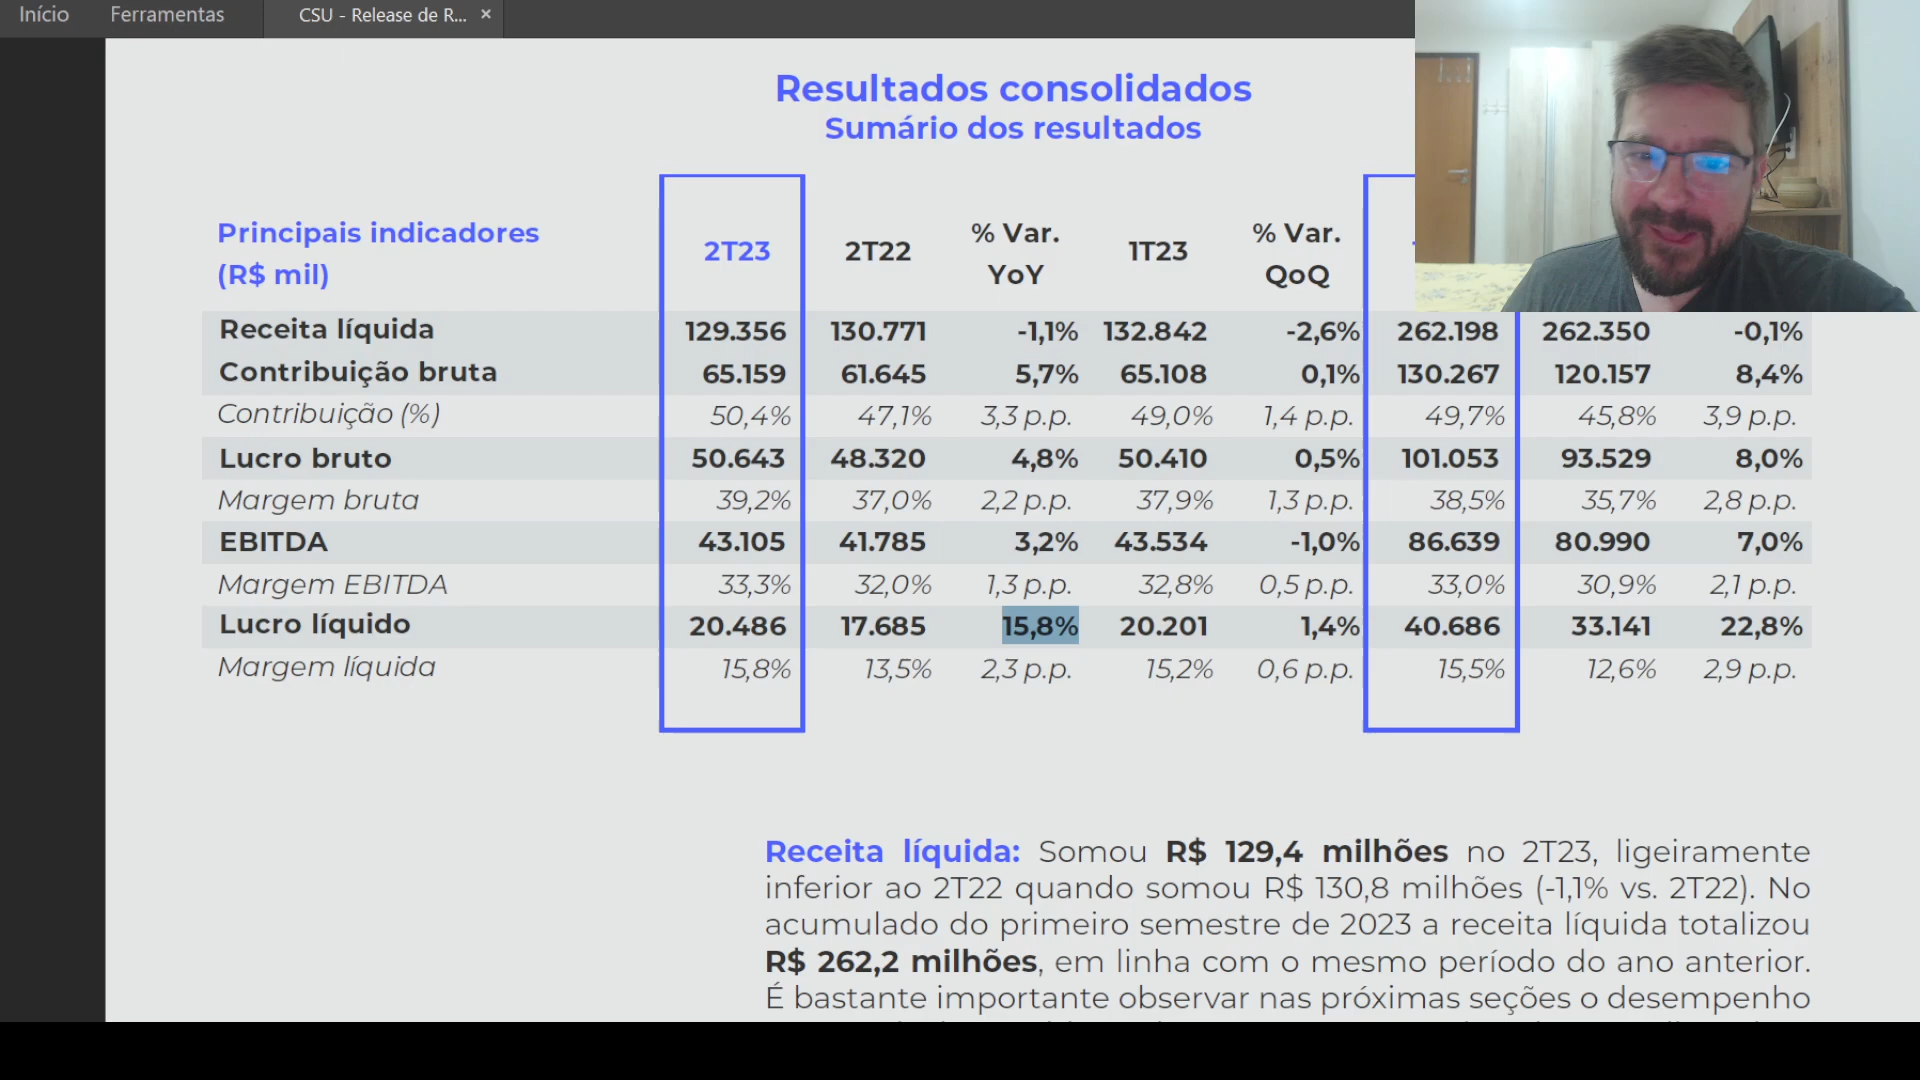 Início Ferramentas CSU - Release de R... ×
Resultados consolidados
Sumário dos resultados
Principais indicadores (R$ mil) 2T23 2T22 % Var. YoY 1T23 % Var. QoQ
Receita líquida 129.356 130.771 -1,1% 132.842 -2,6% 262.198 262.350 -0,1%
Contribuição bruta 65.159 61.645 5,7% 65.108 0,1% 130.267 120.157 8,4%
Contribuição (%) 50,4% 47,1% 3,3 p.p. 49,0% 1,4 p.p. 49,7% 45,8% 3,9 p.p.
Lucro bruto 50.643 48.320 4,8% 50.410 0,5% 101.053 93.529 8,0%
Margem bruta 39,2% 37,0% 2,2 p.p. 37,9% 1,3 p.p. 38,5% 35,7% 2,8 p.p.
EBITDA 43.105 41.785 3,2% 43.534 -1,0% 86.639 80.990 7,0%
Margem EBITDA 33,3% 32,0% 1,3 p.p. 32,8% 0,5 p.p. 33,0% 30,9% 2,1 p.p.
Lucro líquido 20.486 17.685 15,8% 20.201 1,4% 40.686 33.141 22,8%
Margem líquida 15,8% 13,5% 2,3 p.p. 15,2% 0,6 p.p. 15,5% 12,6% 2,9 p.p.
Receita líquida: Somou R$ 129,4 milhões no 2T23, ligeiramente
inferior ao 2T22 quando somou R$ 130,8 milhões (-1,1% vs. 2T22). No
acumulado do primeiro semestre de 2023 a receita líquida totalizou
R$ 262,2 milhões, em linha com o mesmo período do ano anterior.
É bastante importante observar nas próximas seções o desempenho